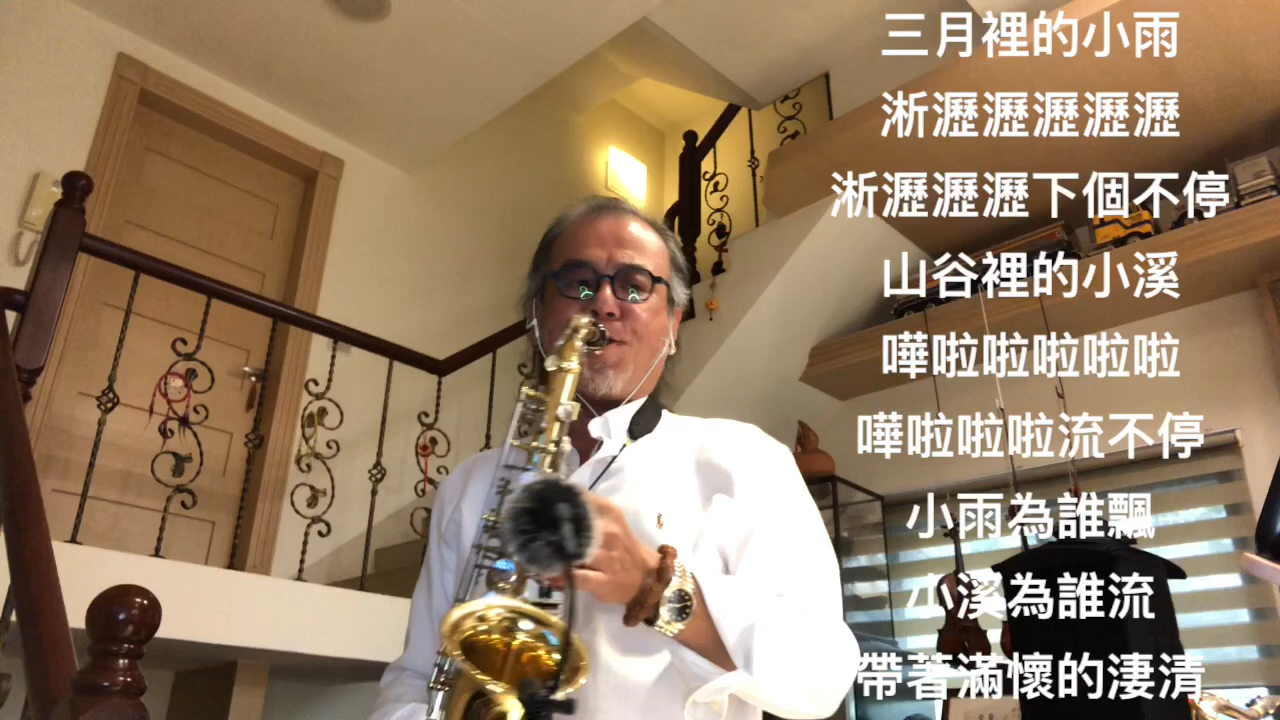 三月裡的小雨
淅瀝瀝瀝瀝瀝
淅瀝瀝瀝下個不停
山谷裡的小溪
嘩啦啦啦啦啦
嘩啦啦啦流不停
小雨為誰飄
小溪為誰流
帶著滿懷的淒清